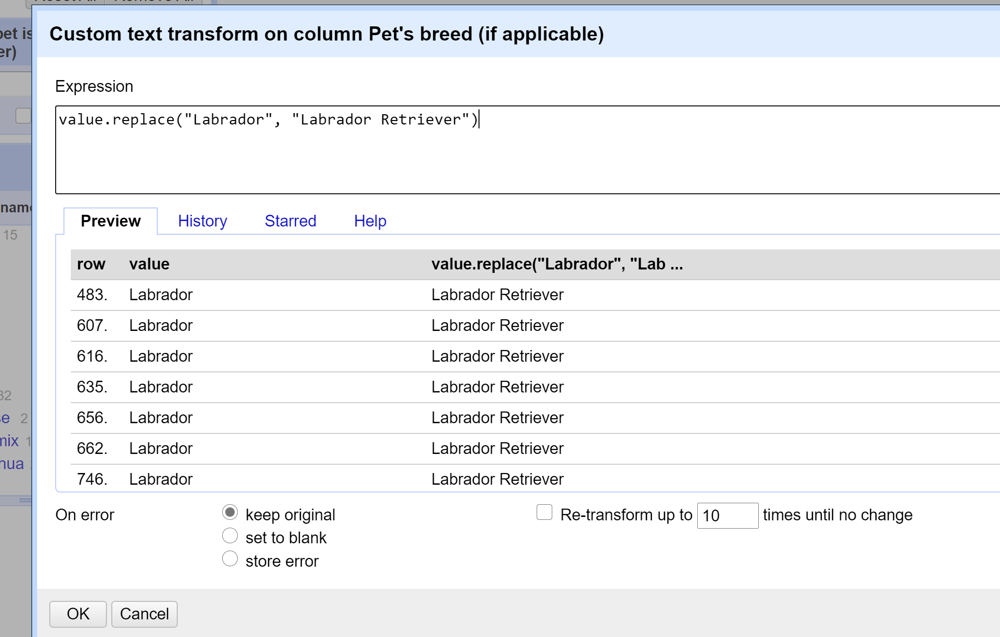 Custom text transform on column Pet's breed (if applicable)
pet is
er)
Expression
value.replace("Labrador", "Labrador Retriever")
name
15
Preview History Starred Help
row value value.replace("Labrador", "Lab ...
483. Labrador Labrador Retriever
607. Labrador Labrador Retriever
616. Labrador Labrador Retriever
635. Labrador Labrador Retriever
656. Labrador Labrador Retriever
662. Labrador Labrador Retriever
746. Labrador Labrador Retriever
32
se 2
mix 1
hua
On error keep original Re-transform up to 10 times until no change
set to blank
store error
OK Cancel